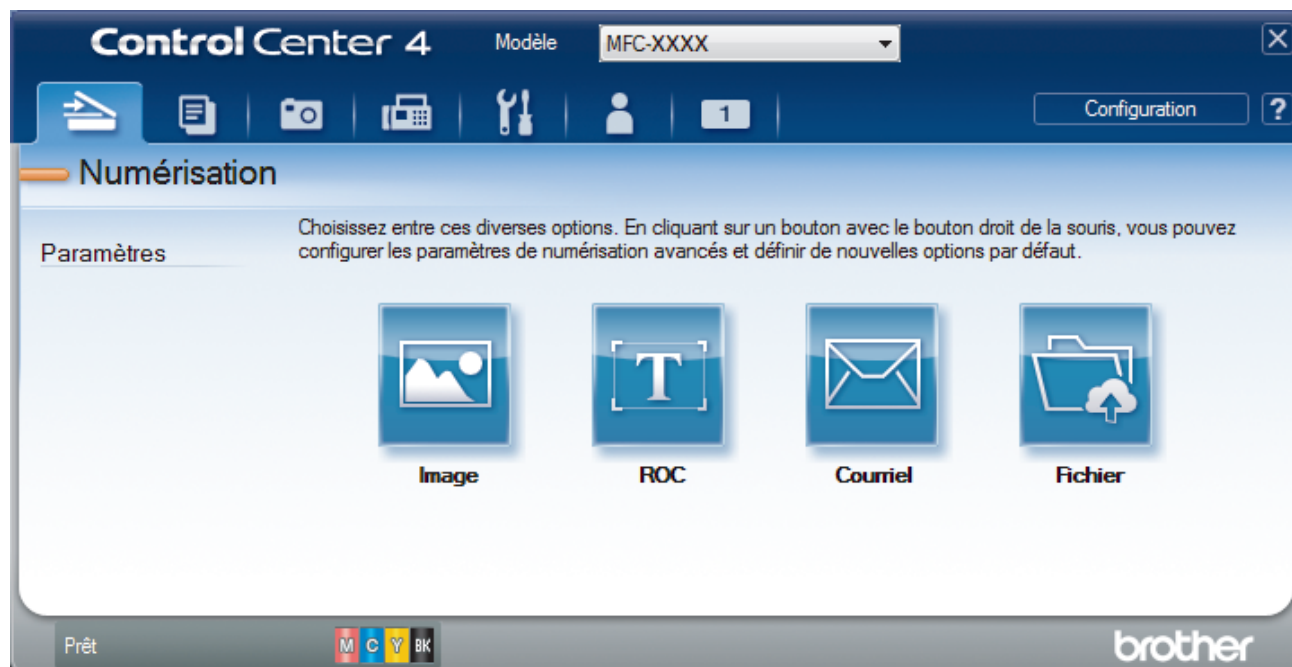 ControlCenter 4 Modèle MFC-XXXX
1 Configuration ?
Numérisation
Paramètres
Choisissez entre ces diverses options. En cliquant sur un bouton avec le bouton droit de la souris, vous pouvez
configurer les paramètres de numérisation avancés et définir de nouvelles options par défaut.
T
Image ROC Courriel Fichier
Prêt M C Y BK brother